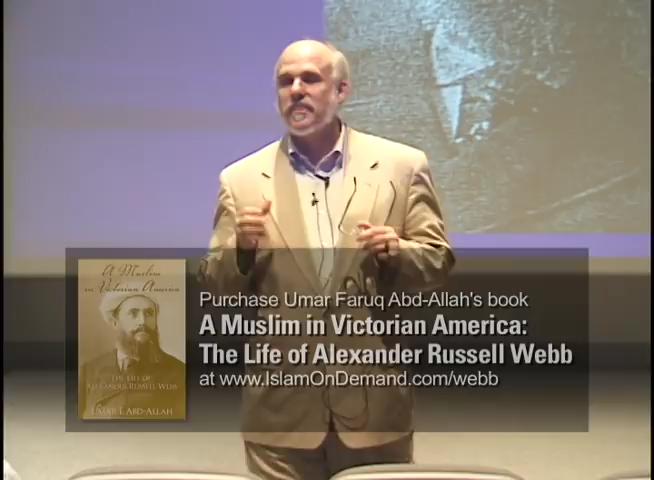 Purchase Umar Faruq Abd-Allah's book
A Muslim in Victorian America:
The Life of Alexander Russell Webb
at www.IslamOnDemand.com/webb
A Muslim
in Victorian America
THE LIFE OF
ALEXANDER RUSSELL WEBB
UMAR F. ABD-ALLAH